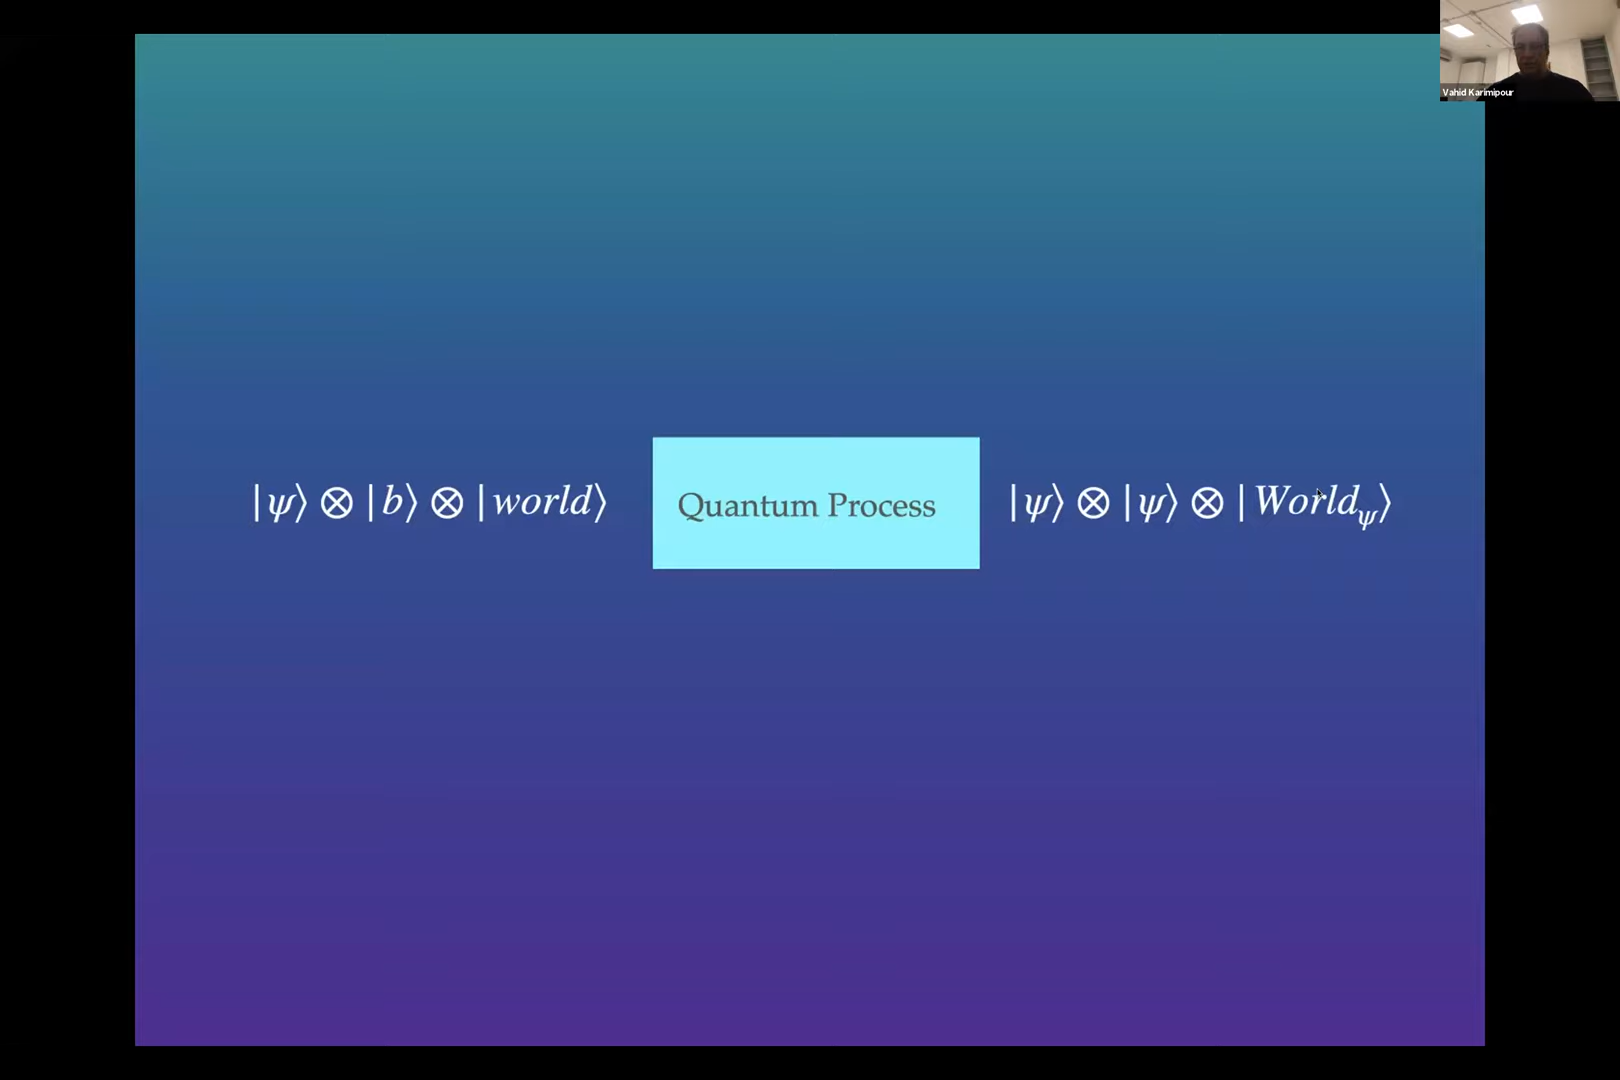 Vahid Karimipour
|ψ⟩ ⊗ |b⟩ ⊗ |world⟩ Quantum Process |ψ⟩ ⊗ |ψ⟩ ⊗ |World_ψ⟩